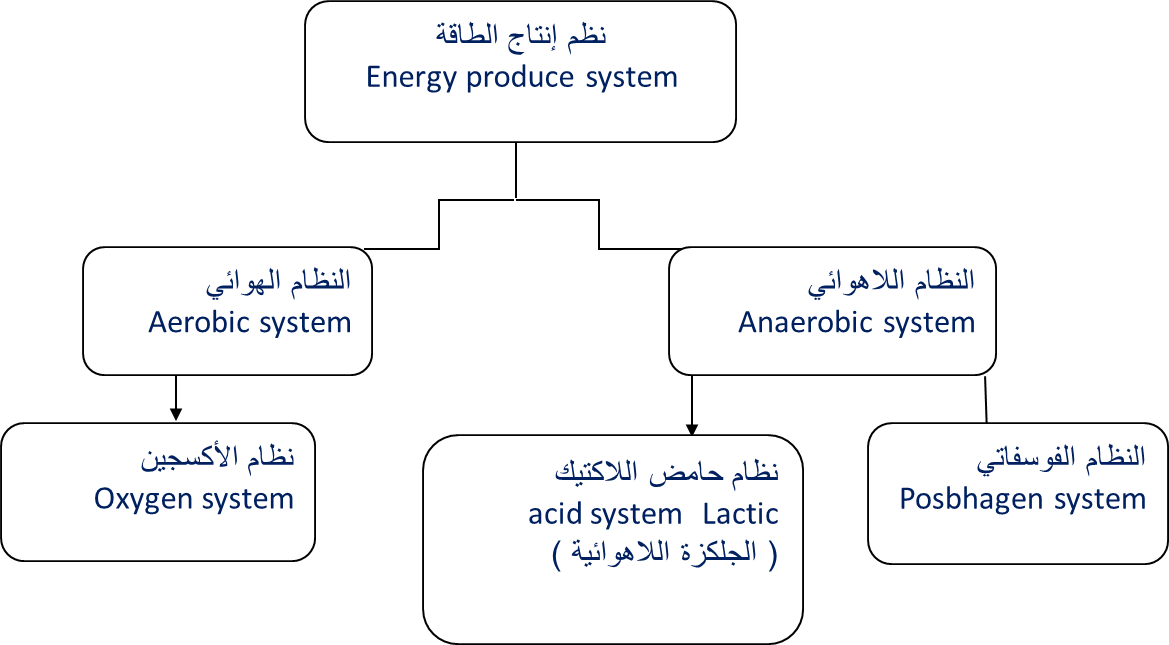 نظم إنتاج الطاقة
Energy produce system
النظام الهوائي
Aerobic system
النظام اللاهوائي
Anaerobic system
نظام الأكسجين
Oxygen system
نظام حامض اللاكتيك
acid system Lactic
( الجلكزة اللاهوائية )
النظام الفوسفاتي
Posbhagen system